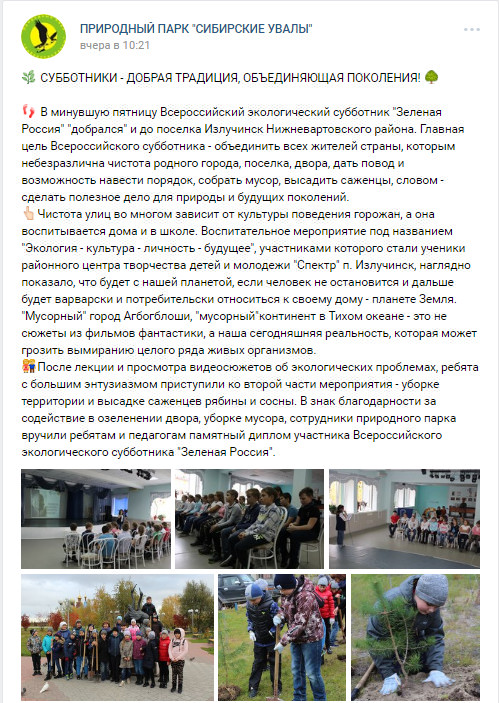 ПРИРОДНЫЙ ПАРК "СИБИРСКИЕ УВАЛЫ"
вчера в 10:21
🌿 СУББОТНИКИ - ДОБРАЯ ТРАДИЦИЯ, ОБЪЕДИНЯЮЩАЯ ПОКОЛЕНИЯ! 🌳
👣 В минувшую пятницу Всероссийский экологический субботник "Зеленая
Россия" "добрался" и до поселка Излучинск Нижневартовского района. Главная
цель Всероссийского субботника - объединить всех жителей страны, которым
небезразлична чистота родного города, поселка, двора, дать повод и
возможность навести порядок, собрать мусор, высадить саженцы, словом -
сделать полезное дело для природы и будущих поколений.
👆🏻Чистота улиц во многом зависит от культуры поведения горожан, а она
воспитывается дома и в школе. Воспитательное мероприятие под названием
"Экология - культура - личность - будущее", участниками которого стали ученики
районного центра творчества детей и молодежи "Спектр" п. Излучинск, наглядно
показало, что будет с нашей планетой, если человек не остановится и дальше
будет варварски и потребительски относиться к своему дому - планете Земля.
"Мусорный" город Агбогблоши, "мусорный"континент в Тихом океане - это не
сюжеты из фильмов фантастики, а наша сегодняшняя реальность, которая может
грозить вымиранию целого ряда живых организмов.
👫После лекции и просмотра видеосюжетов об экологических проблемах, ребята
с большим энтузиазмом приступили ко второй части мероприятия - уборке
территории и высадке саженцев рябины и сосны. В знак благодарности за
содействие в озеленении двора, уборке мусора, сотрудники природного парка
вручили ребятам и педагогам памятный диплом участника Всероссийского
экологического субботника "Зеленая Россия".